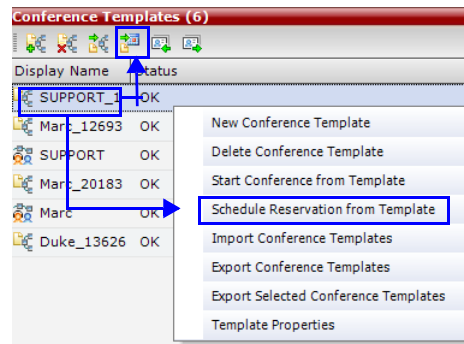 Conference Templates (6)
Display Name Status
SUPPORT_1 OK
Marc_12693 OK
SUPPORT OK
Marc_20183 OK
Marc OK
Duke_13626 OK
New Conference Template
Delete Conference Template
Start Conference from Template
Schedule Reservation from Template
Import Conference Templates
Export Conference Templates
Export Selected Conference Templates
Template Properties